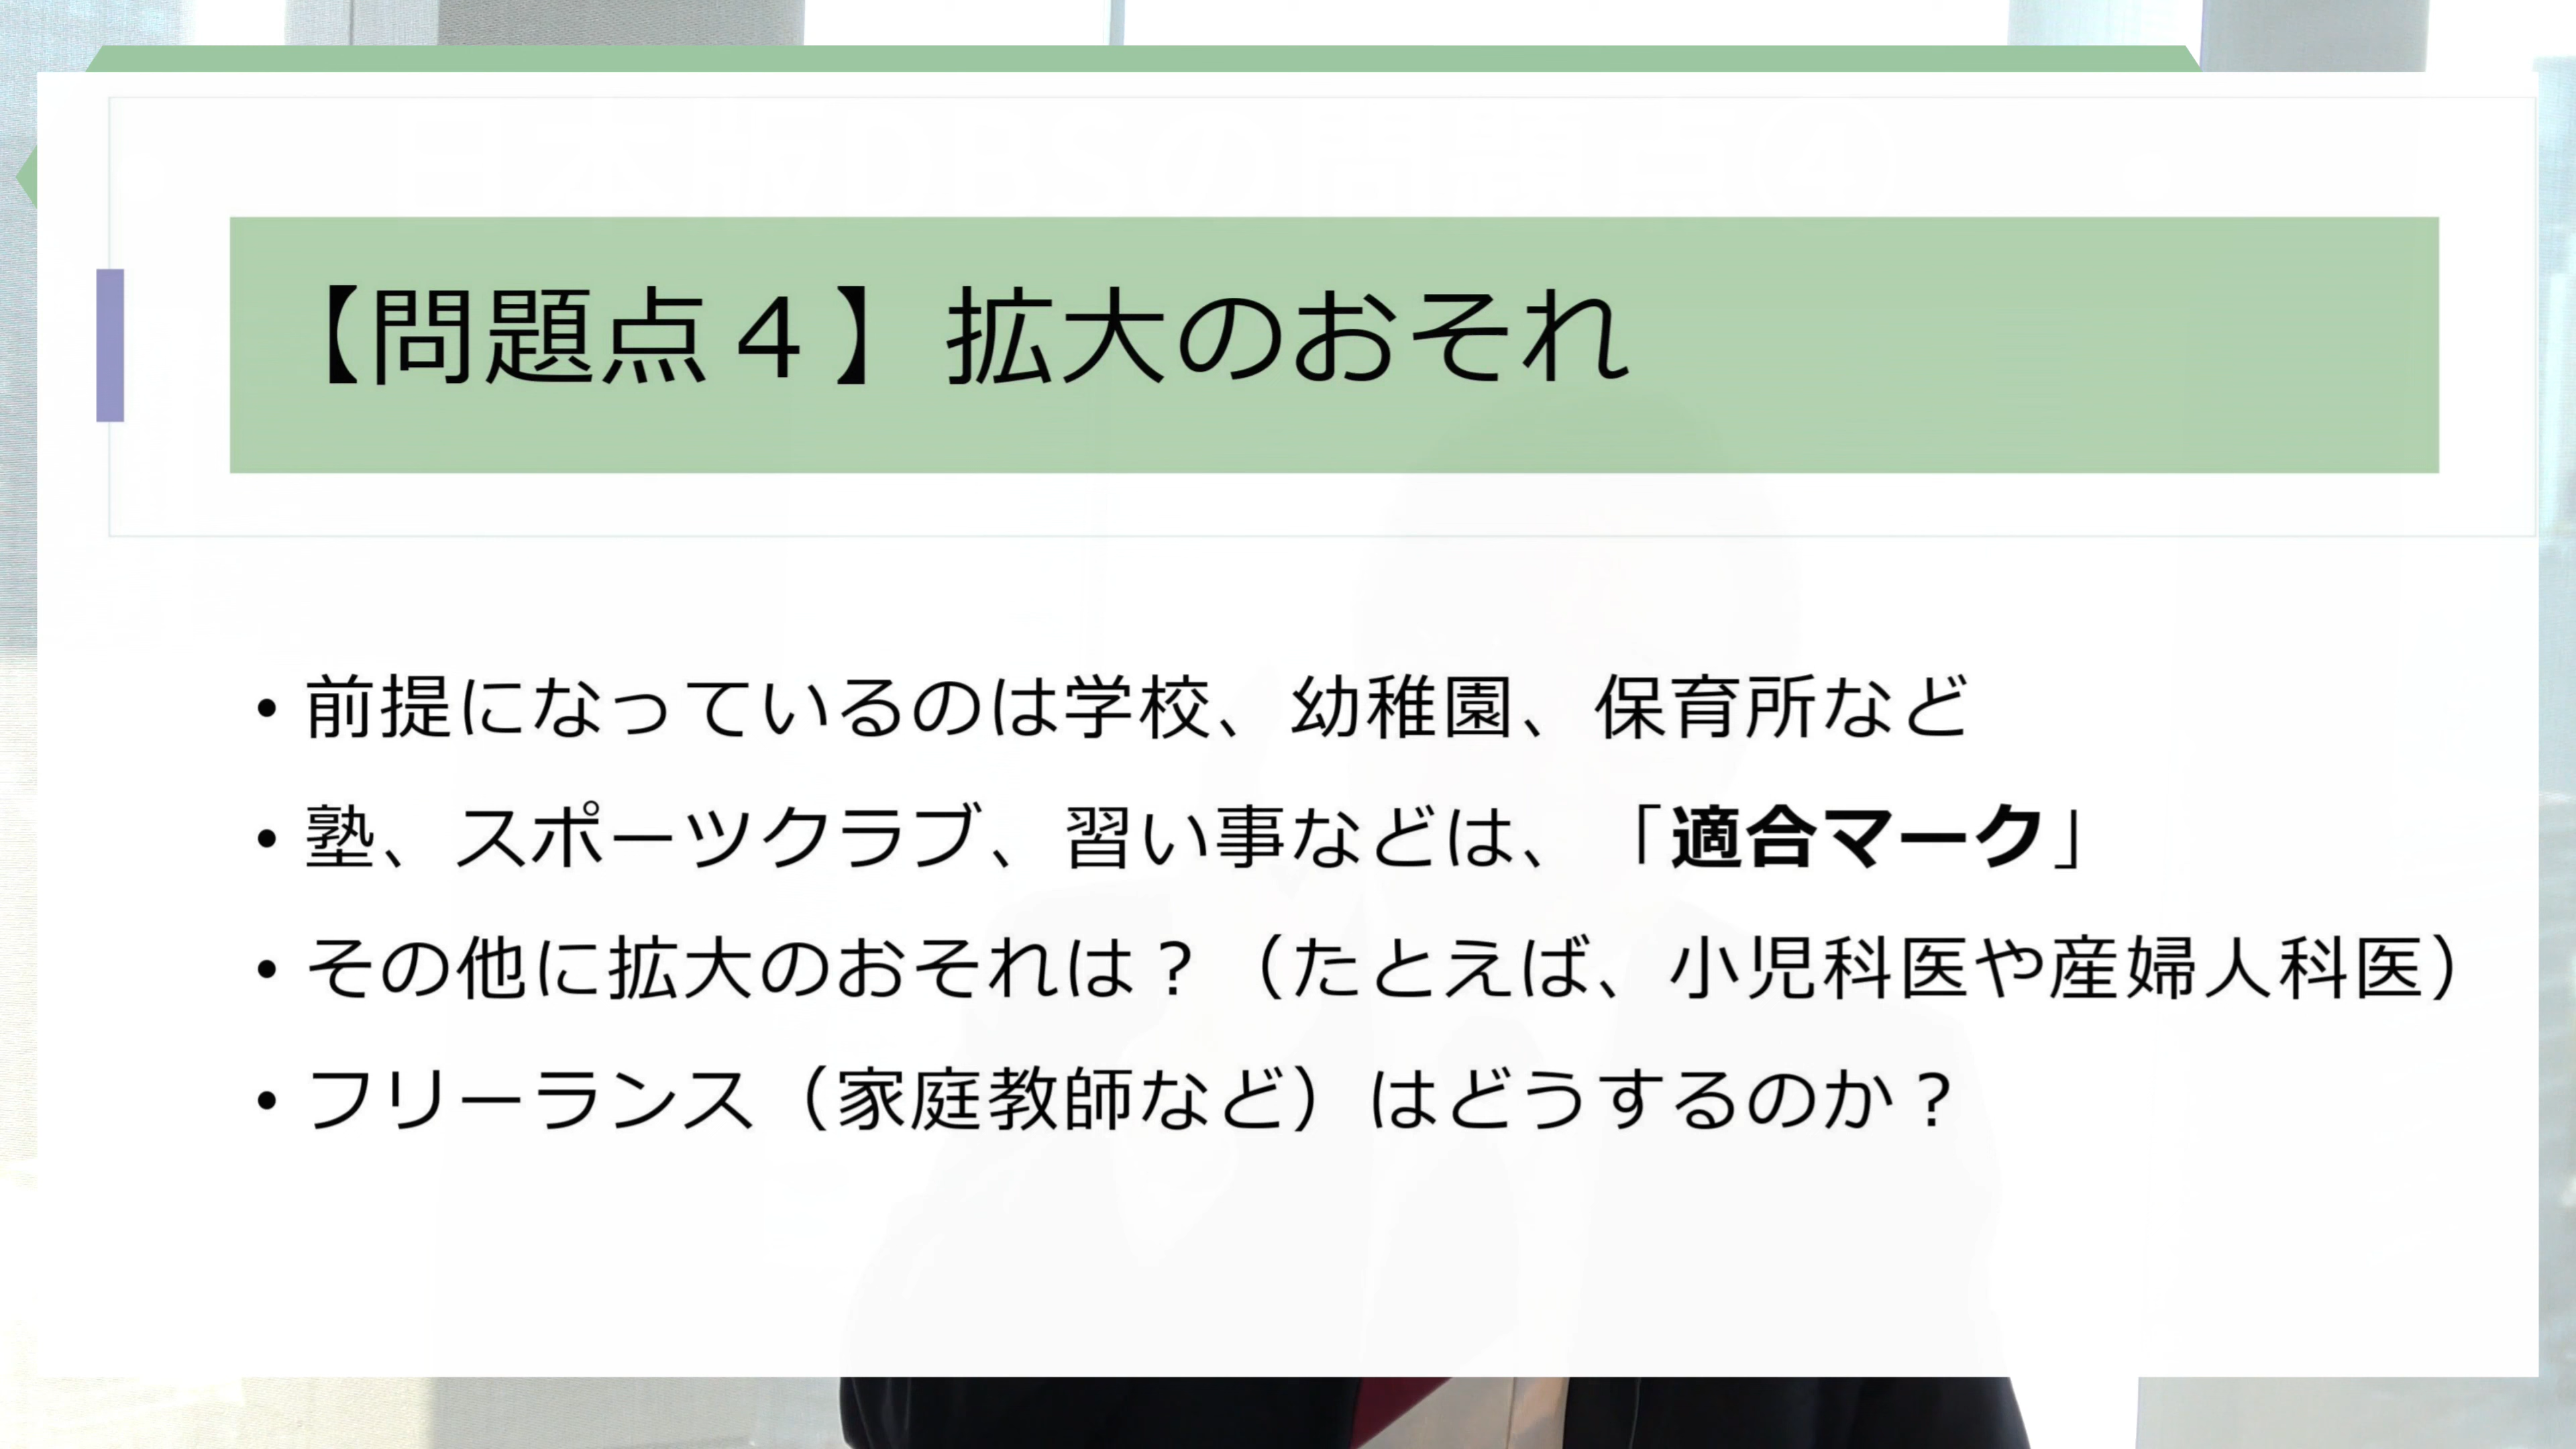 【問題点４】拡大のおそれ
• 前提になっているのは学校、幼稚園、保育所など
• 塾、スポーツクラブ、習い事などは、「適合マーク」
• その他に拡大のおそれは？（たとえば、小児科医や産婦人科医）
• フリーランス（家庭教師など）はどうするのか？